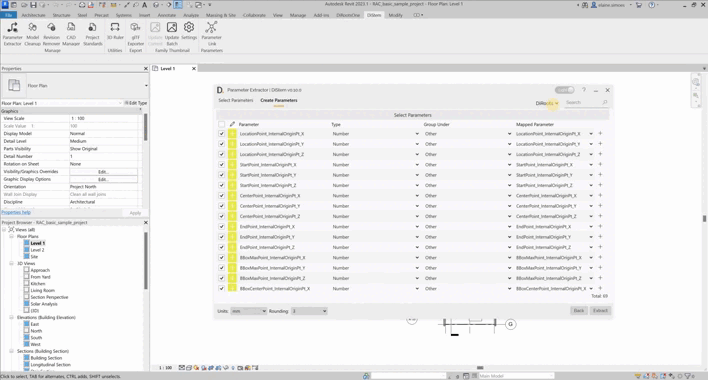 Autodesk Revit 2023.1 - RAC_basic_sample_project - Floor Plan: Level 1
File Architecture Structure Steel Precast Systems Insert Annotate Analyze Massing & Site Collaborate View Manage Add-Ins DiRootsOne DiStem Modify
Parameter Extractor
Model Cleaner
Revision Remover
CAD Manager
Project Standards
3D Ruler
glTF Exporter
Update Batch
Settings
Parameter Link
Manage Utilities Export Family Thumbnail Parameters
Properties
Floor Plan
Floor Plan: Level 1
Edit Type
Graphics
View Scale 1 : 100
Scale Value 1: 100
Display Model Normal
Detail Level Medium
Parts Visibility Show Original
Detail Number 1
Rotation on Sheet None
Visibility/Graphics Overrides Edit...
Graphic Display Options Edit...
Orientation Project North
Wall Join Display Clean all wall joins
Discipline Architectural
Properties help Apply
Project Browser - RAC_basic_sample_project
Views (all)
Floor Plans
Level 1
Level 2
Site
3D Views
Approach
From Yard
Kitchen
Living Room
Section Perspective
Solar Analysis
{3D}
Elevations (Building Elevation)
East
North
South
West
Sections (Building Section)
Building Section
Longitudinal Section
Level 1
Parameter Extractor | DiStem
Select Parameters Create Parameters
DiRoots Search
Select Parameters
Parameter Type Group Under Mapped Parameter
LocationPoint_InternalOriginPt_X Number Other LocationPoint_InternalOriginPt_X
LocationPoint_InternalOriginPt_Y Number Other LocationPoint_InternalOriginPt_Y
LocationPoint_InternalOriginPt_Z Number Other LocationPoint_InternalOriginPt_Z
StartPoint_InternalOriginPt_X Number Other StartPoint_InternalOriginPt_X
StartPoint_InternalOriginPt_Y Number Other StartPoint_InternalOriginPt_Y
StartPoint_InternalOriginPt_Z Number Other StartPoint_InternalOriginPt_Z
CenterPoint_InternalOriginPt_X Number Other CenterPoint_InternalOriginPt_X
CenterPoint_InternalOriginPt_Y Number Other CenterPoint_InternalOriginPt_Y
CenterPoint_InternalOriginPt_Z Number Other CenterPoint_InternalOriginPt_Z
EndPoint_InternalOriginPt_X Number Other EndPoint_InternalOriginPt_X
EndPoint_InternalOriginPt_Y Number Other EndPoint_InternalOriginPt_Y
EndPoint_InternalOriginPt_Z Number Other EndPoint_InternalOriginPt_Z
BBoxMaxPoint_InternalOriginPt_X Number Other BBoxMaxPoint_InternalOriginPt_X
BBoxMaxPoint_InternalOriginPt_Y Number Other BBoxMaxPoint_InternalOriginPt_Y
BBoxMaxPoint_InternalOriginPt_Z Number Other BBoxMaxPoint_InternalOriginPt_Z
BBoxCenterPoint_InternalOriginPt_X Number Other BBoxCenterPoint_InternalOriginPt_X
Total: 69
Units: mm Rounding: Back Extract
G
1 : 100
Click to select, TAB for alternates, CTRL adds, SHIFT unselects.
Main Model